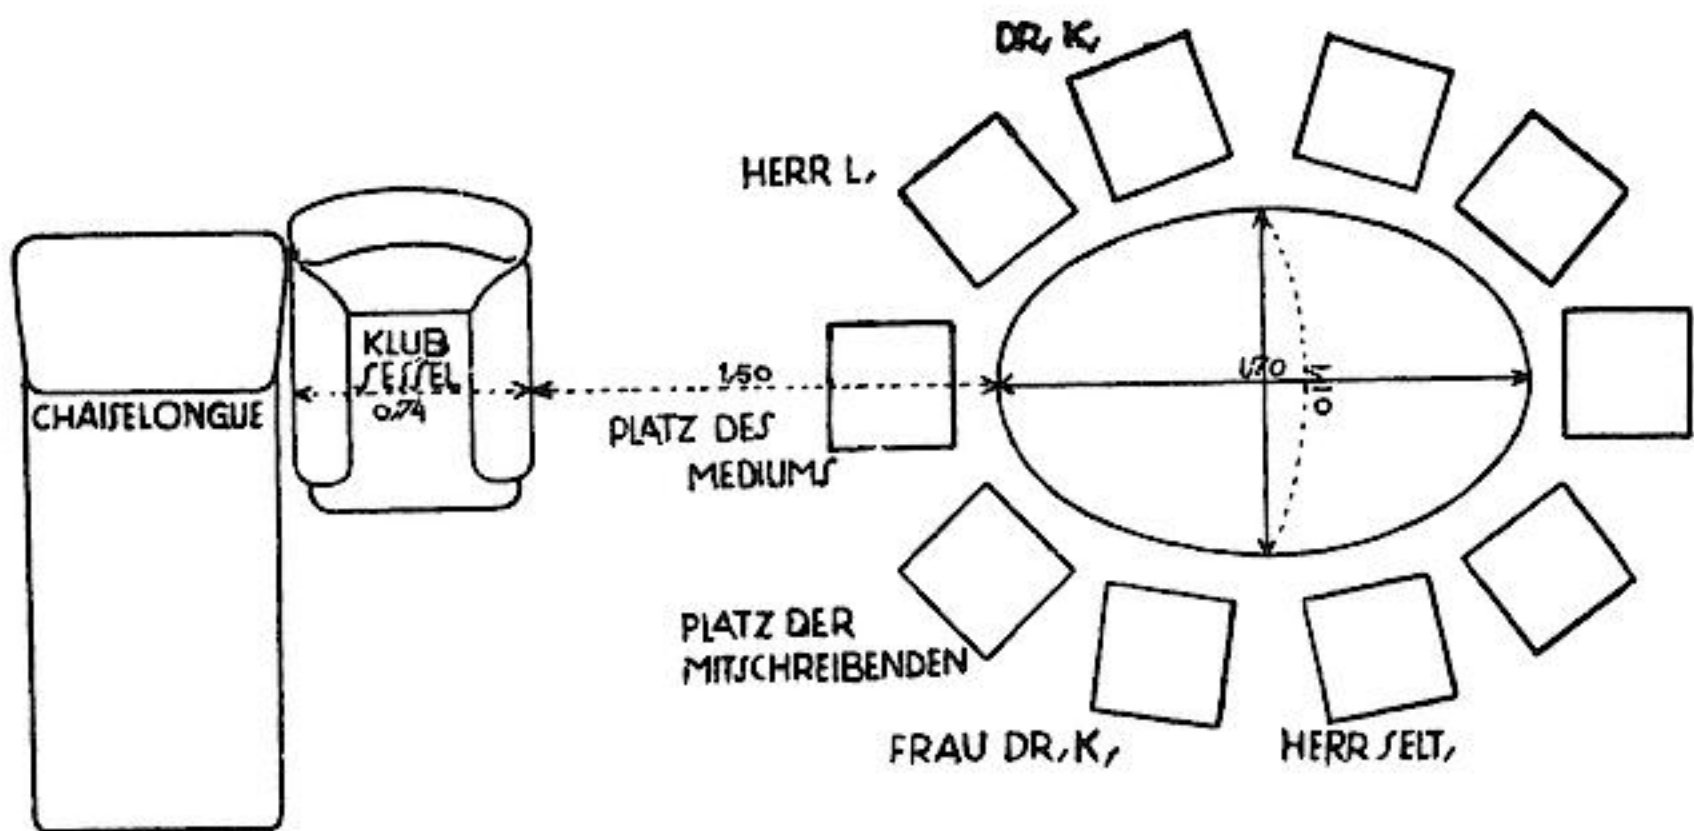 DR, K,
HERR L,
KLUB
SESSEL
0,74
CHAISELONGUE
1,50
PLATZ DES
MEDIUMS
1,70
PLATZ DER
MITSCHREIBENDEN
FRAU DR, K,
HERR SELT,